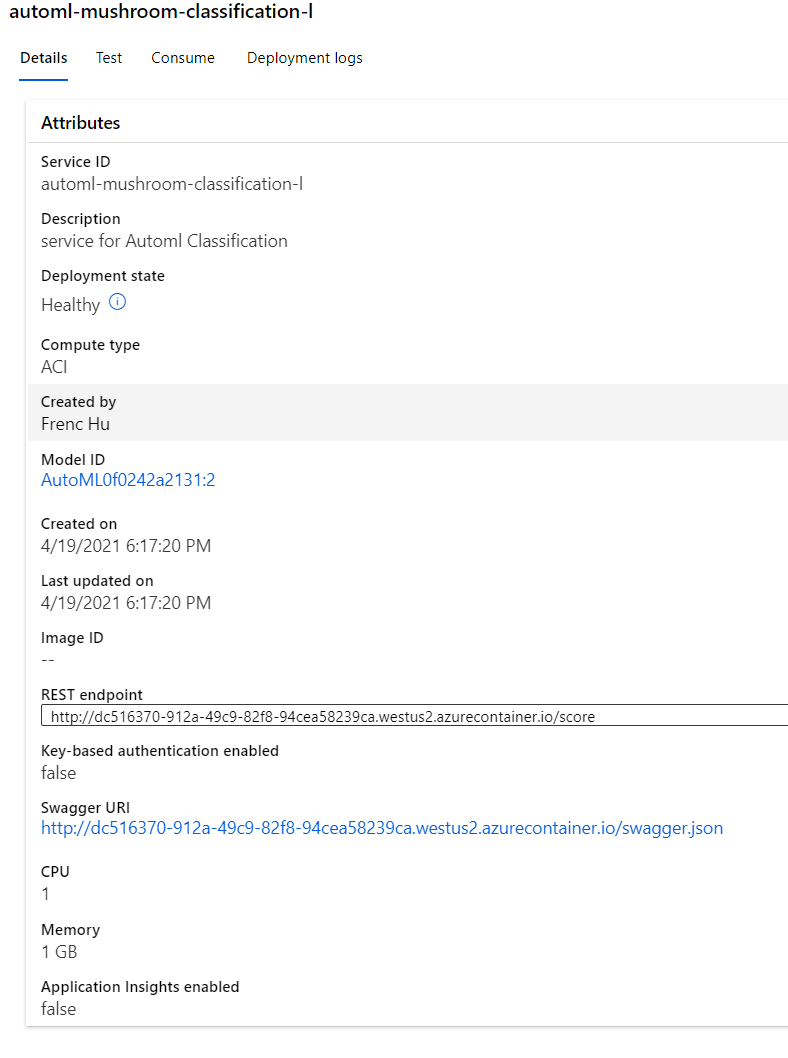 automl-mushroom-classification-l
Details Test Consume Deployment logs
Attributes
Service ID
automl-mushroom-classification-l
Description
service for Automl Classification
Deployment state
Healthy
Compute type
ACI
Created by
Frenc Hu
Model ID
AutoML0f0242a2131:2
Created on
4/19/2021 6:17:20 PM
Last updated on
4/19/2021 6:17:20 PM
Image ID
--
REST endpoint
http://dc516370-912a-49c9-82f8-94cea58239ca.westus2.azurecontainer.io/score
Key-based authentication enabled
false
Swagger URI
http://dc516370-912a-49c9-82f8-94cea58239ca.westus2.azurecontainer.io/swagger.json
CPU
1
Memory
1 GB
Application Insights enabled
false